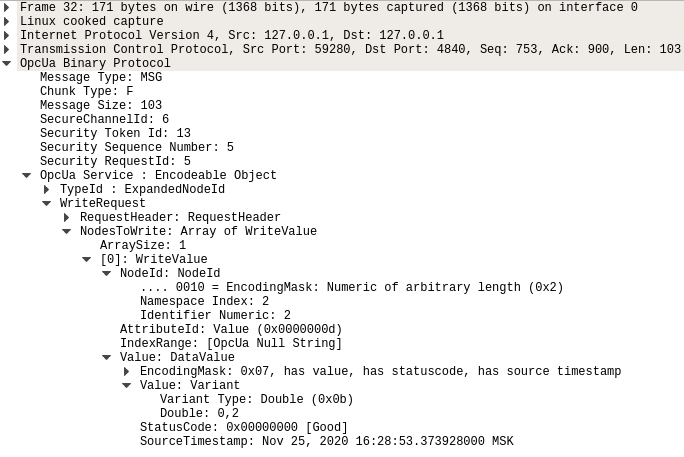 Frame 32: 171 bytes on wire (1368 bits), 171 bytes captured (1368 bits) on interface 0
Linux cooked capture
Internet Protocol Version 4, Src: 127.0.0.1, Dst: 127.0.0.1
Transmission Control Protocol, Src Port: 59280, Dst Port: 4840, Seq: 753, Ack: 900, Len: 103
OpcUa Binary Protocol
Message Type: MSG
Chunk Type: F
Message Size: 103
SecureChannelId: 6
Security Token Id: 13
Security Sequence Number: 5
Security RequestId: 5
OpcUa Service : Encodeable Object
TypeId : ExpandedNodeId
WriteRequest
RequestHeader: RequestHeader
NodesToWrite: Array of WriteValue
ArraySize: 1
[0]: WriteValue
NodeId: NodeId
.... 0010 = EncodingMask: Numeric of arbitrary length (0x2)
Namespace Index: 2
Identifier Numeric: 2
AttributeId: Value (0x0000000d)
IndexRange: [OpcUa Null String]
Value: DataValue
EncodingMask: 0x07, has value, has statuscode, has source timestamp
Value: Variant
Variant Type: Double (0x0b)
Double: 0,2
StatusCode: 0x00000000 [Good]
SourceTimestamp: Nov 25, 2020 16:28:53.373928000 MSK